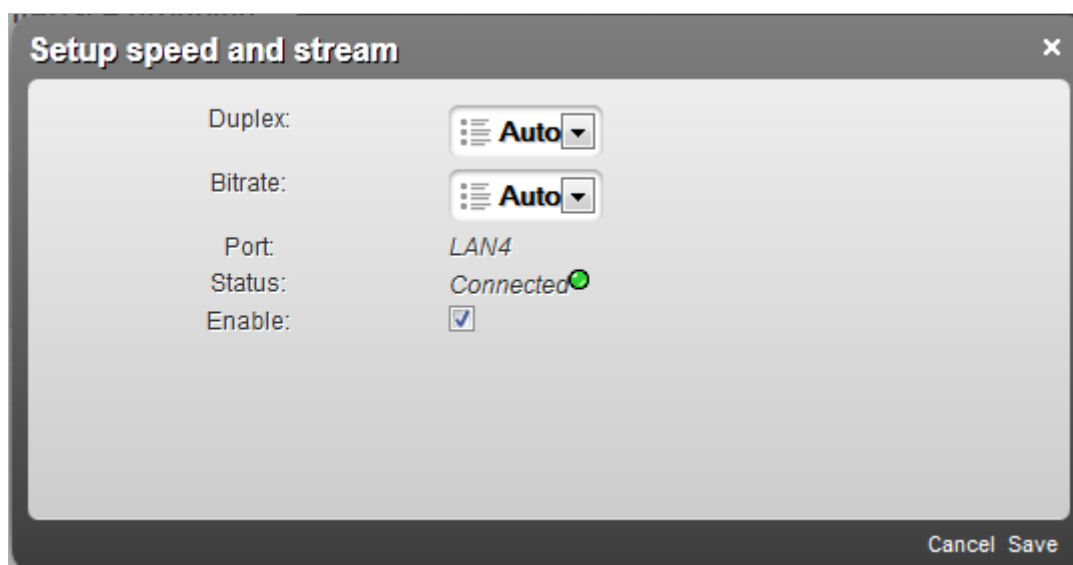 Setup speed and stream
Duplex: Auto
Bitrate: Auto
Port: LAN4
Status: Connected
Enable:
Cancel Save